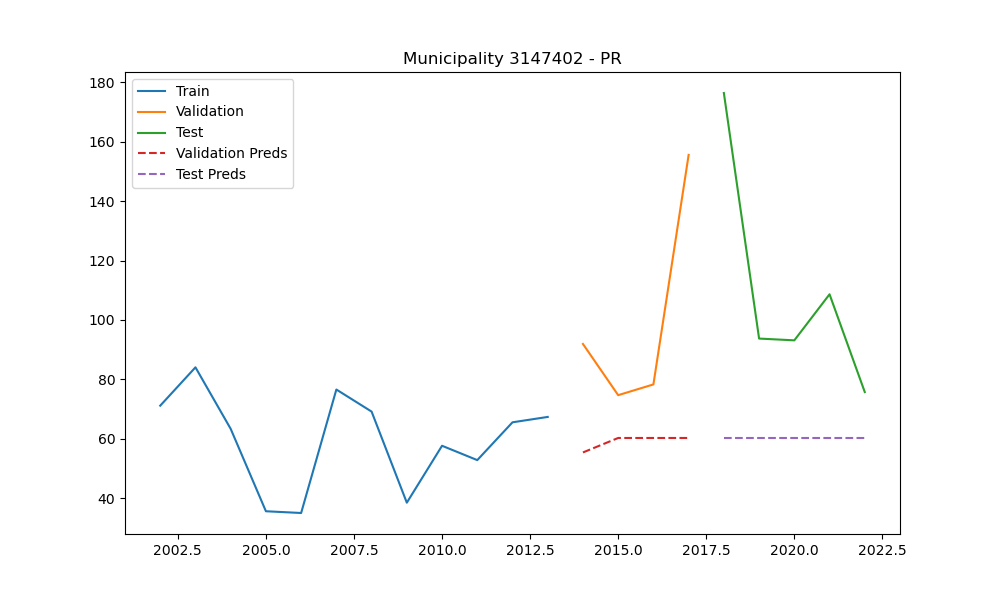 Municipality 3147402 - PR
Train
Validation
Test
Validation Preds
Test Preds
180
160
140
120
100
80
60
40
2002.5 2005.0 2007.5 2010.0 2012.5 2015.0 2017.5 2020.0 2022.5